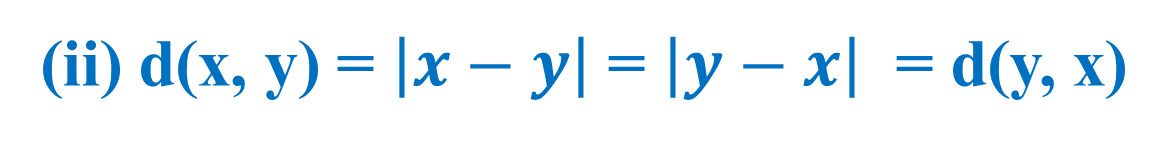 (ii) d(x, y) = |x − y| = |y − x| = d(y, x)